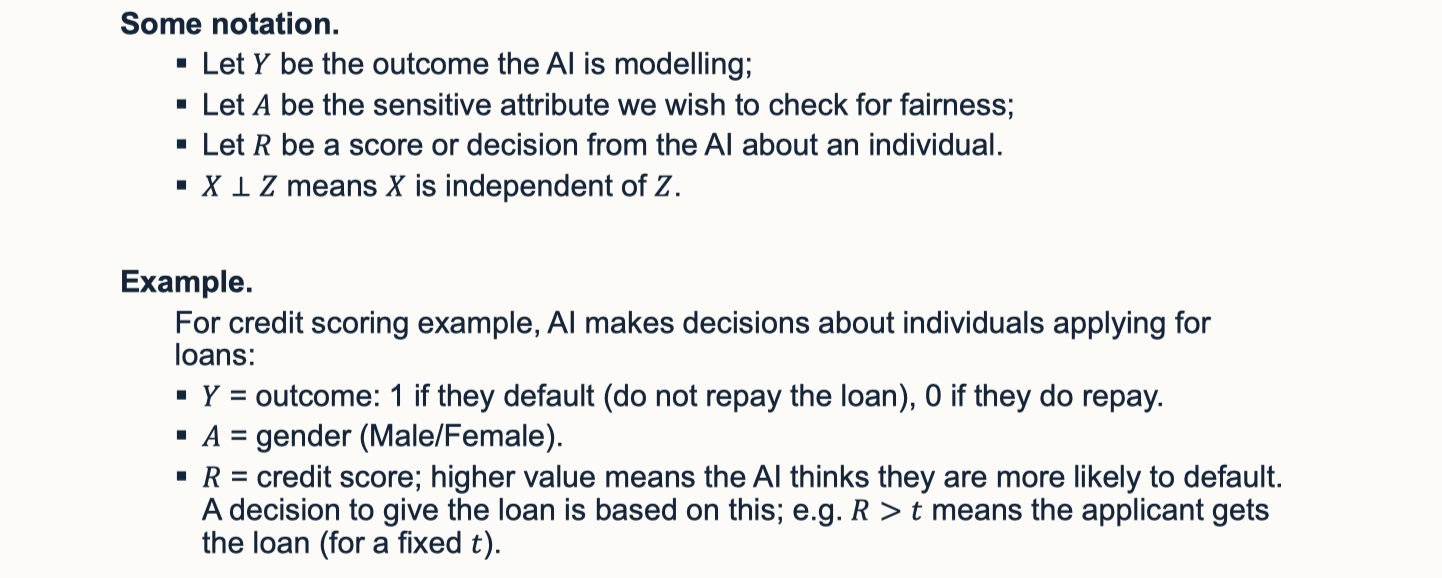 Some notation.
▪ Let Y be the outcome the AI is modelling;
▪ Let A be the sensitive attribute we wish to check for fairness;
▪ Let R be a score or decision from the AI about an individual.
▪ X ⊥ Z means X is independent of Z.
Example.
For credit scoring example, AI makes decisions about individuals applying for
loans:
▪ Y = outcome: 1 if they default (do not repay the loan), 0 if they do repay.
▪ A = gender (Male/Female).
▪ R = credit score; higher value means the AI thinks they are more likely to default.
A decision to give the loan is based on this; e.g. R > t means the applicant gets
the loan (for a fixed t).